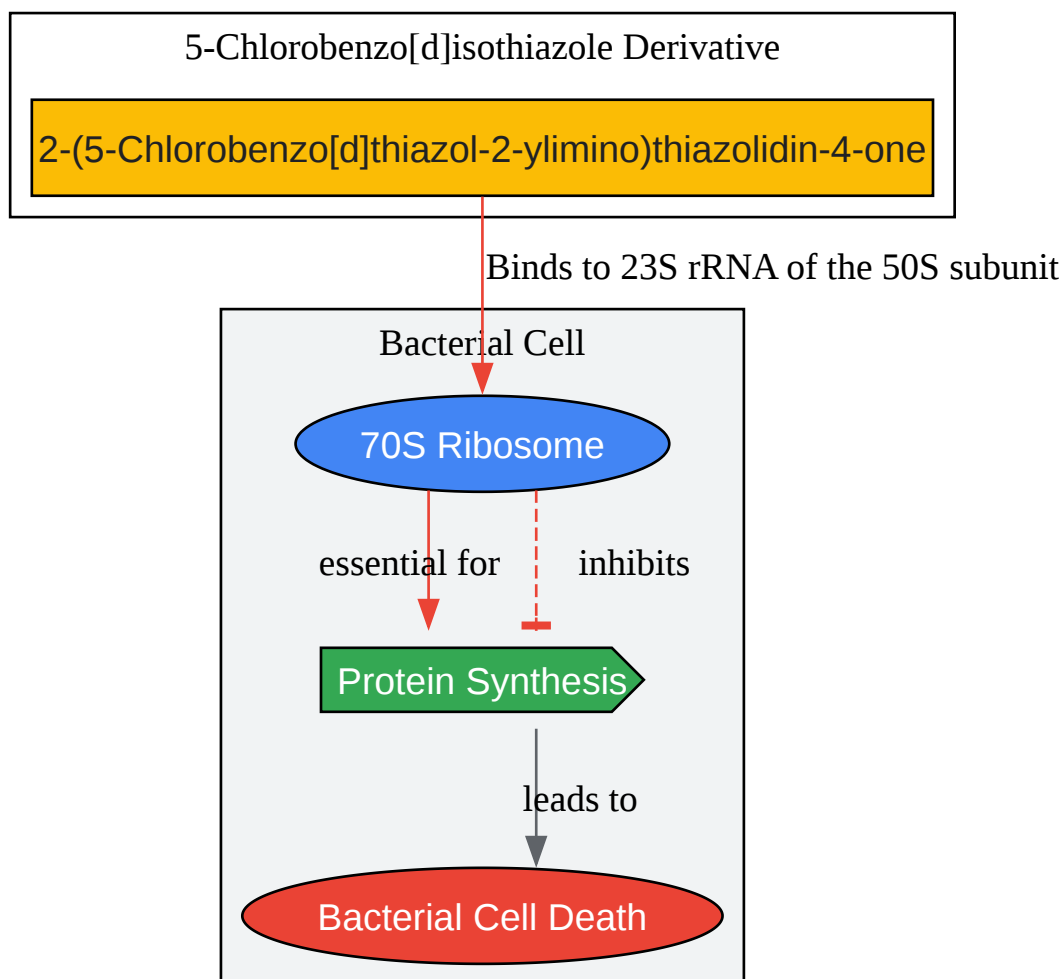 5-Chlorobenzo[d]isothiazole Derivative
2-(5-Chlorobenzo[d]thiazol-2-ylimino)thiazolidin-4-one
Binds to 23S rRNA of the 50S subunit
Bacterial Cell
70S Ribosome
essential for
inhibits
Protein Synthesis
leads to
Bacterial Cell Death